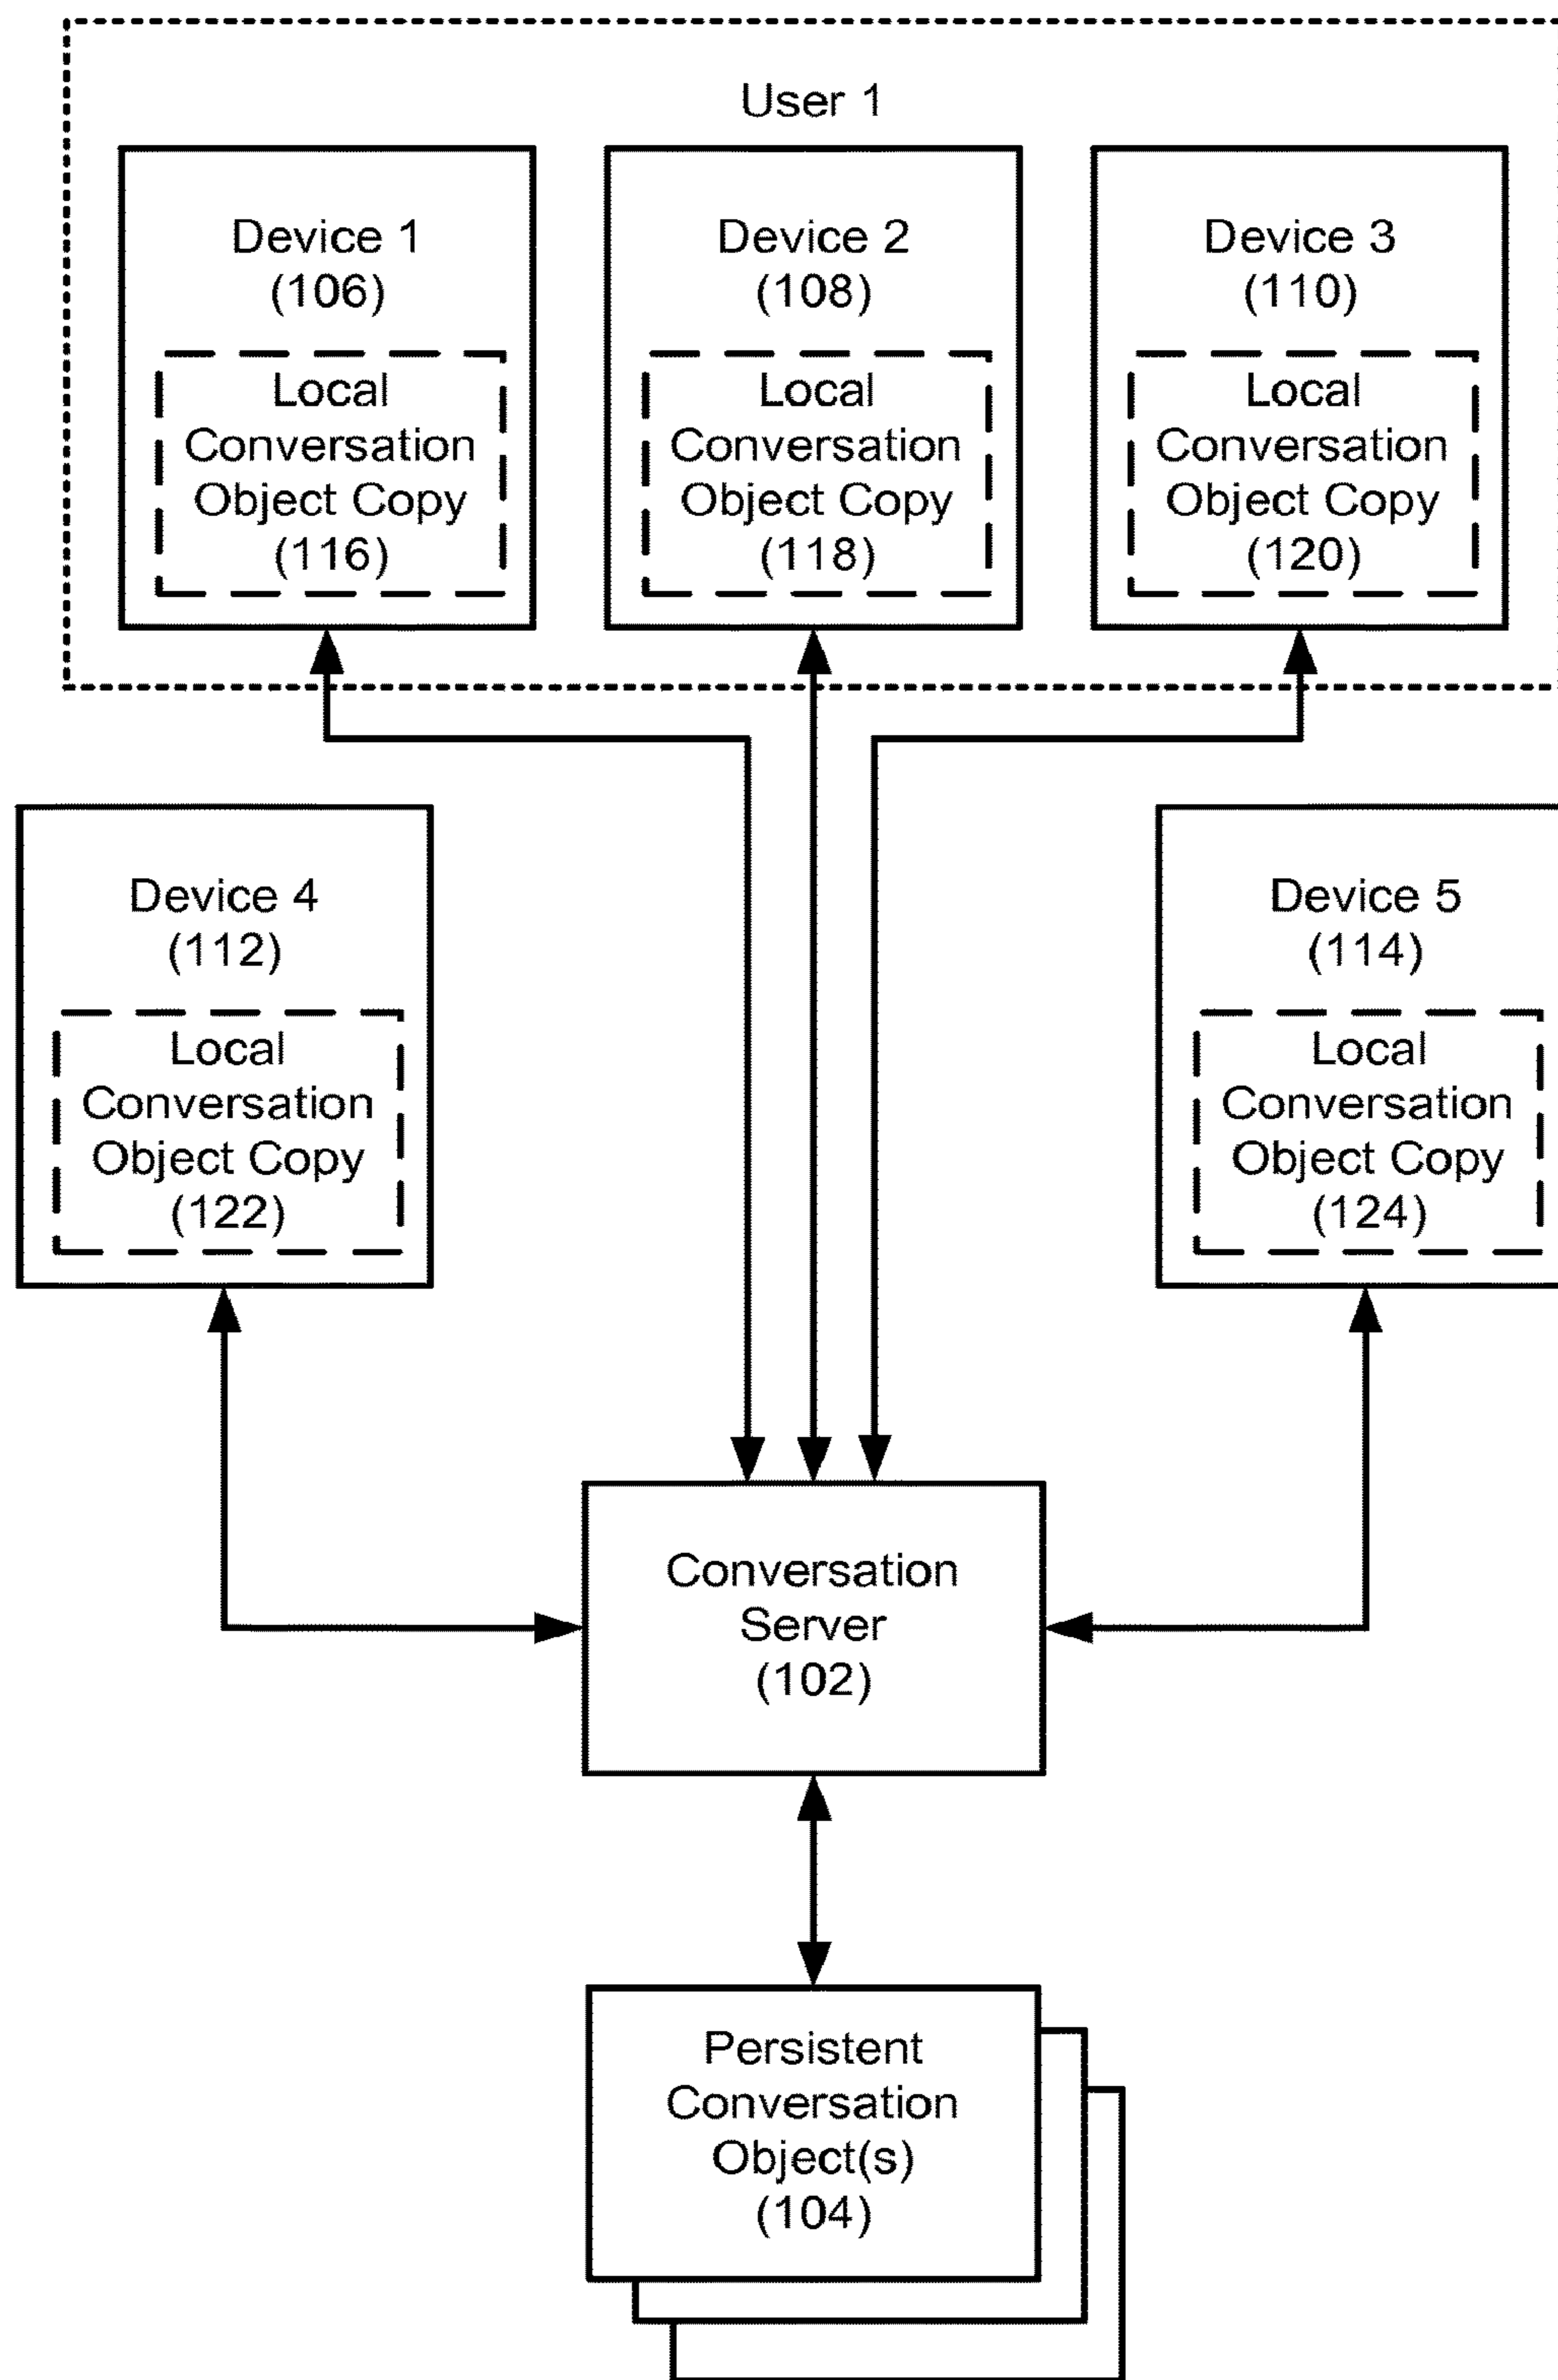 User 1
Device 1
(106)
Local
Conversation
Object Copy
(116)
Device 2
(108)
Local
Conversation
Object Copy
(118)
Device 3
(110)
Local
Conversation
Object Copy
(120)
Device 4
(112)
Local
Conversation
Object Copy
(122)
Device 5
(114)
Local
Conversation
Object Copy
(124)
Conversation
Server
(102)
Persistent
Conversation
Object(s)
(104)